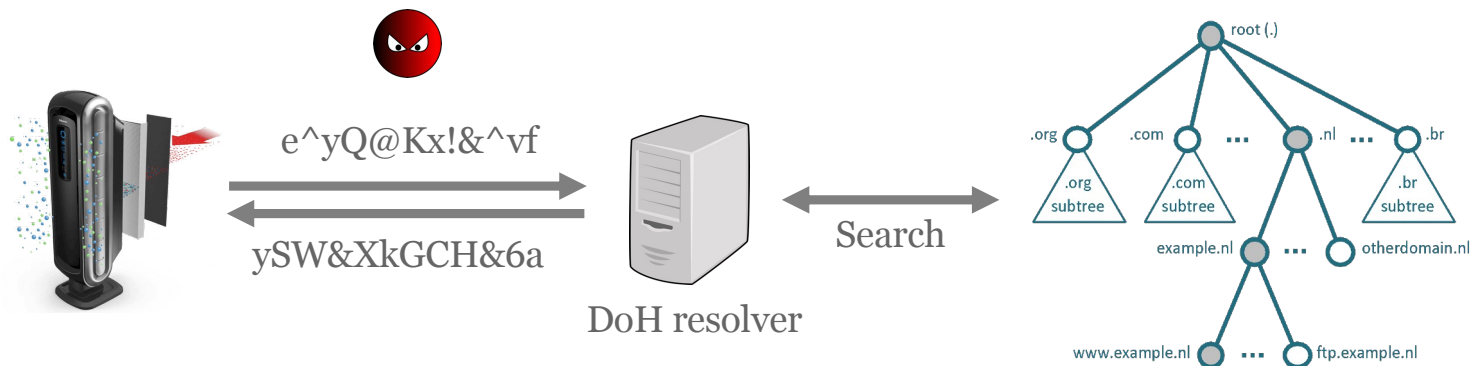 e^yQ@Kx!&^vf
ySW&XkGCH&6a
DoH resolver
Search
root (.)
.org
.com
...
.nl
...
.br
.org
subtree
.com
subtree
.br
subtree
example.nl
...
otherdomain.nl
www.example.nl
...
ftp.example.nl